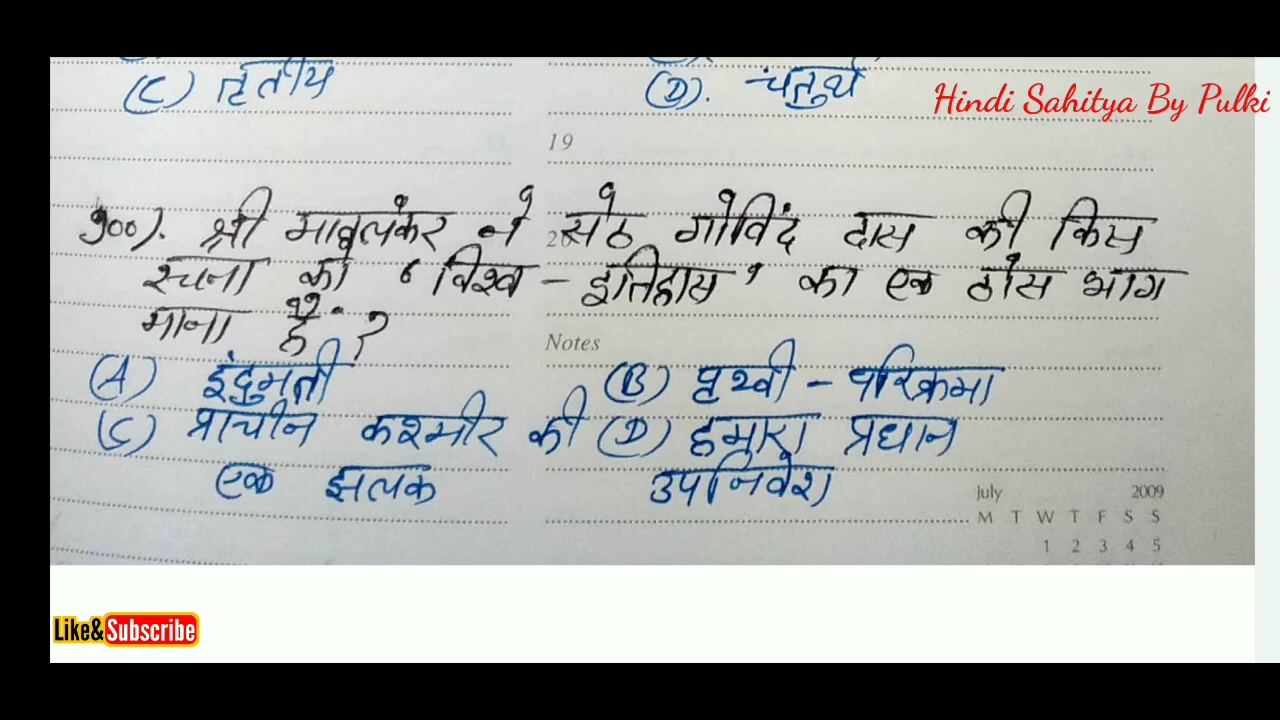 (C) तृतीय
(D). चतुर्थ
Hindi Sahitya By Pulki
19
100). श्री मावलंकर ने सेठ गोविंद दास की किस
20
रचना को 'विश्व - इतिहास' का एक ठोस भाग
माना है ?
Notes
(A) इंदुमती
(B) पृथ्वी - परिक्रमा
(C) प्राचीन कश्मीर की
एक झलक
(D) हमारा प्रधान
उपनिवेश
July 2009
M T W T F S S
1 2 3 4 5
Like& Subscribe